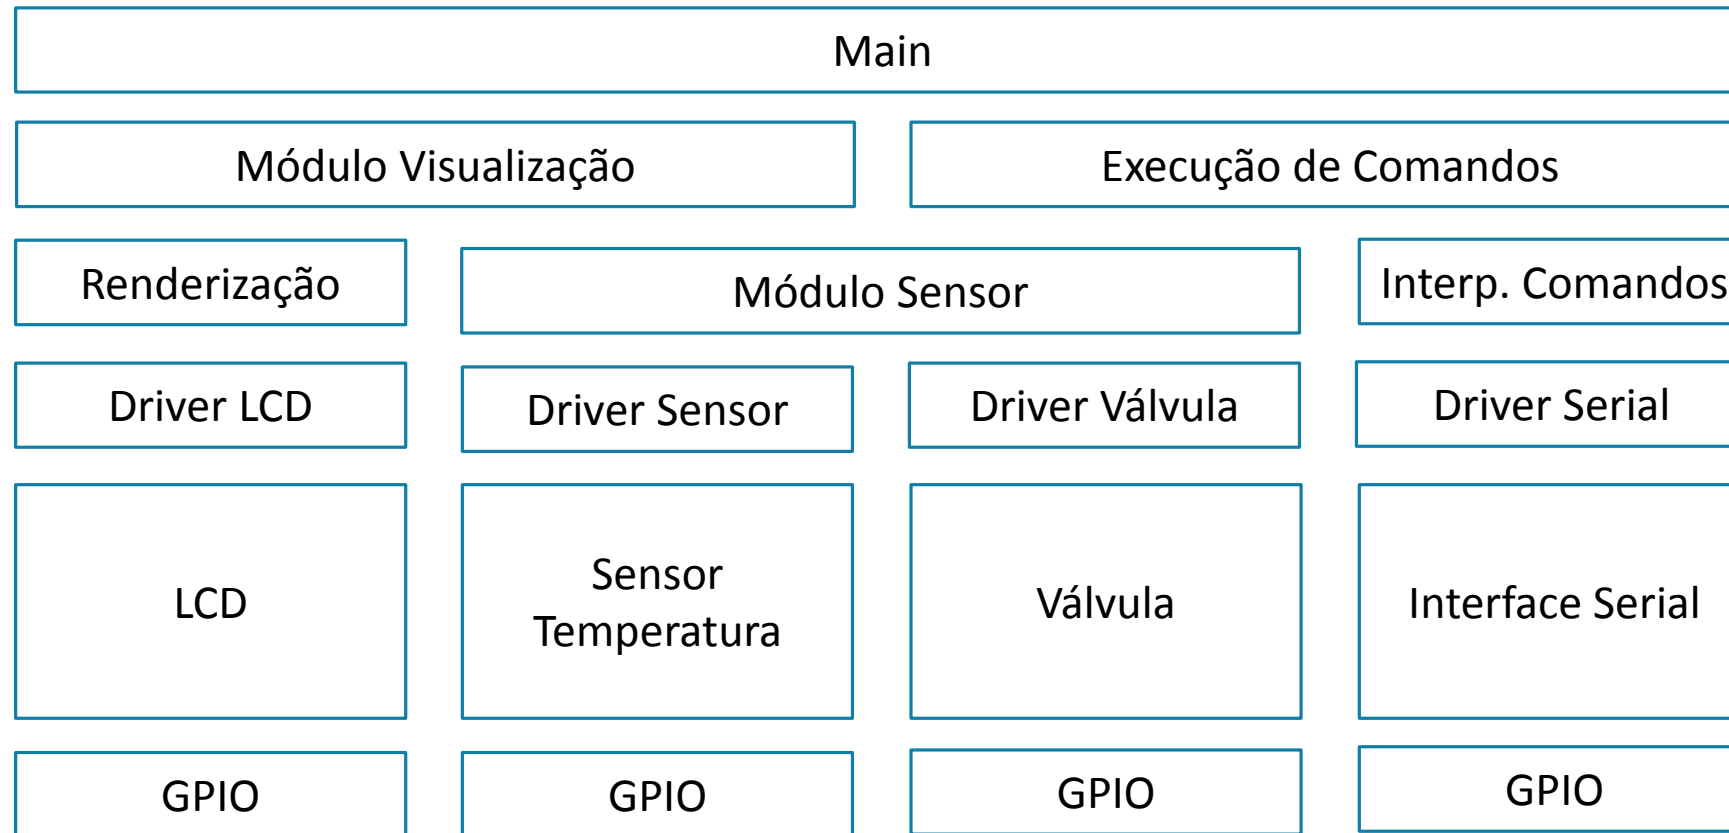 Main
Módulo Visualização
Execução de Comandos
Renderização
Módulo Sensor
Interp. Comandos
Driver LCD
Driver Sensor
Driver Válvula
Driver Serial
LCD
Sensor
Temperatura
Válvula
Interface Serial
GPIO
GPIO
GPIO
GPIO